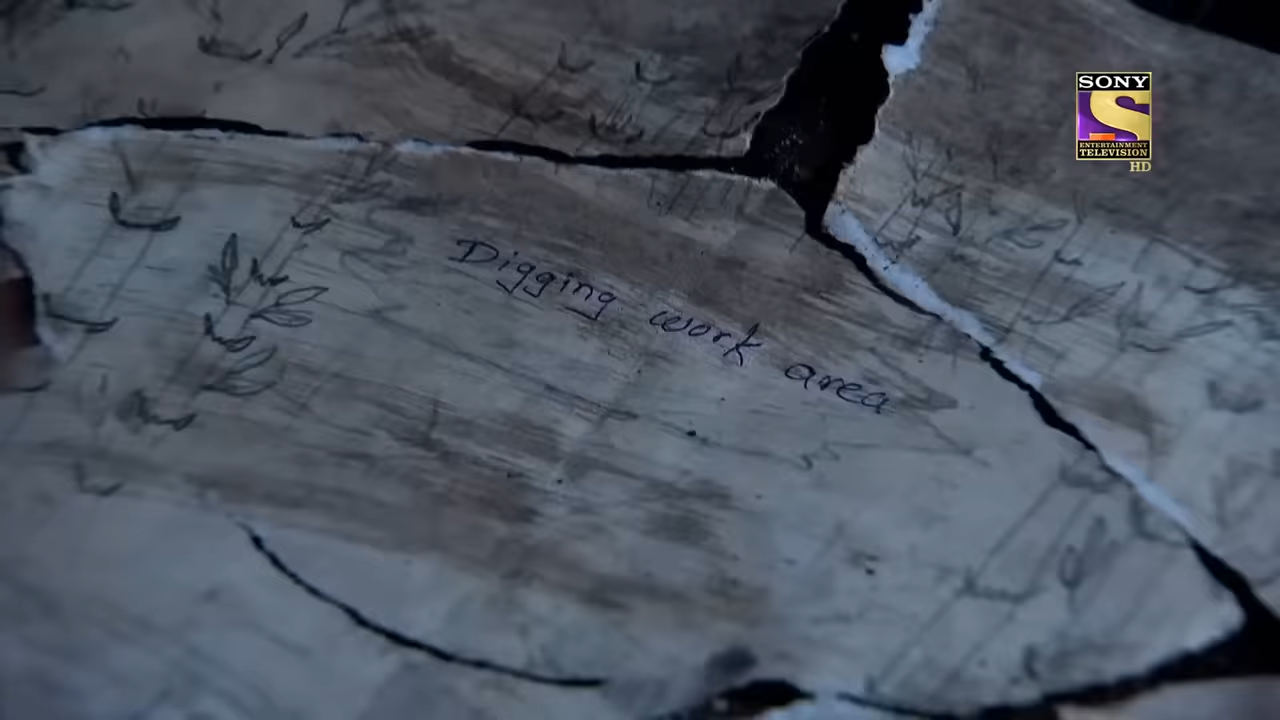 SONY
S
ENTERTAINMENT
TELEVISION
HD
Digging work area